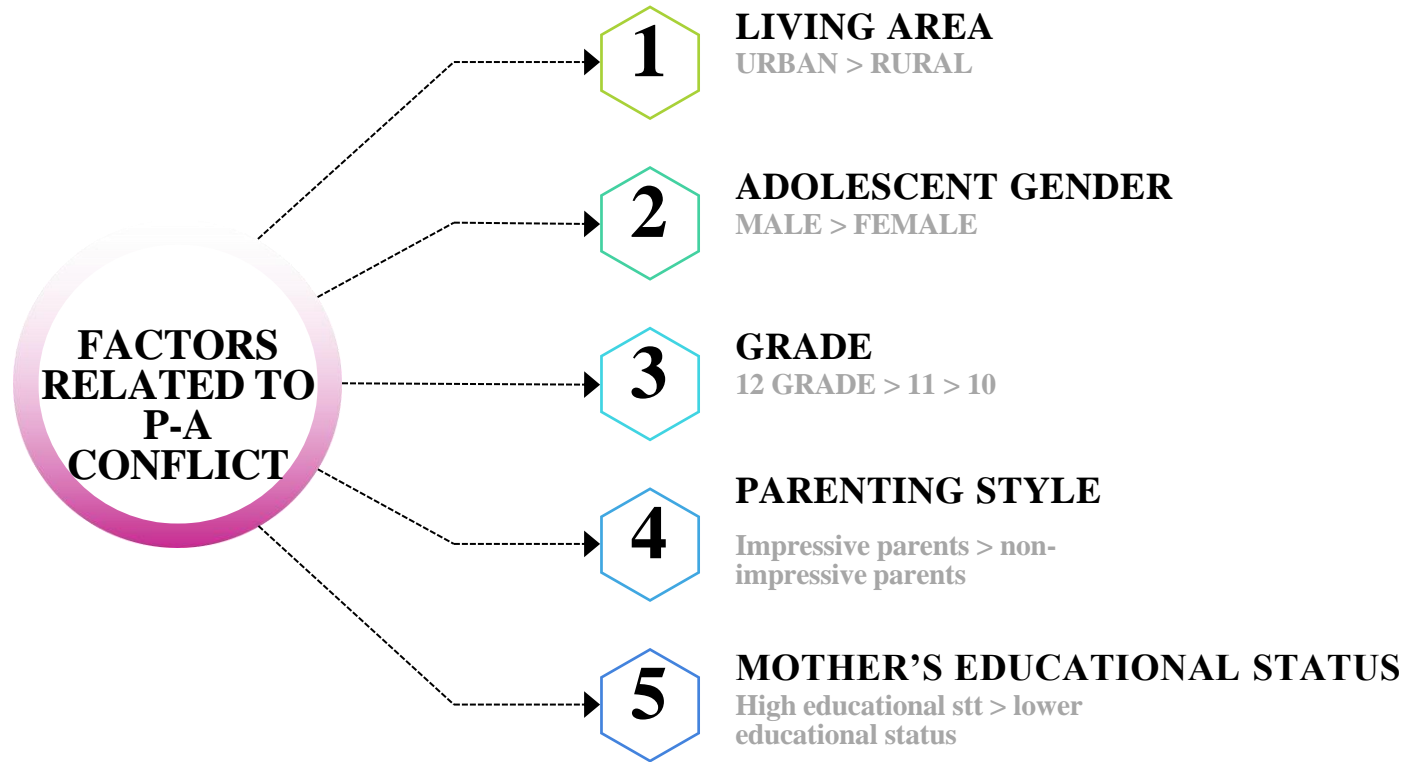 FACTORS
RELATED TO
P-A
CONFLICT
1
LIVING AREA
URBAN > RURAL
2
ADOLESCENT GENDER
MALE > FEMALE
3
GRADE
12 GRADE > 11 > 10
4
PARENTING STYLE
Impressive parents > non-
impressive parents
5
MOTHER’S EDUCATIONAL STATUS
High educational stt > lower
educational status